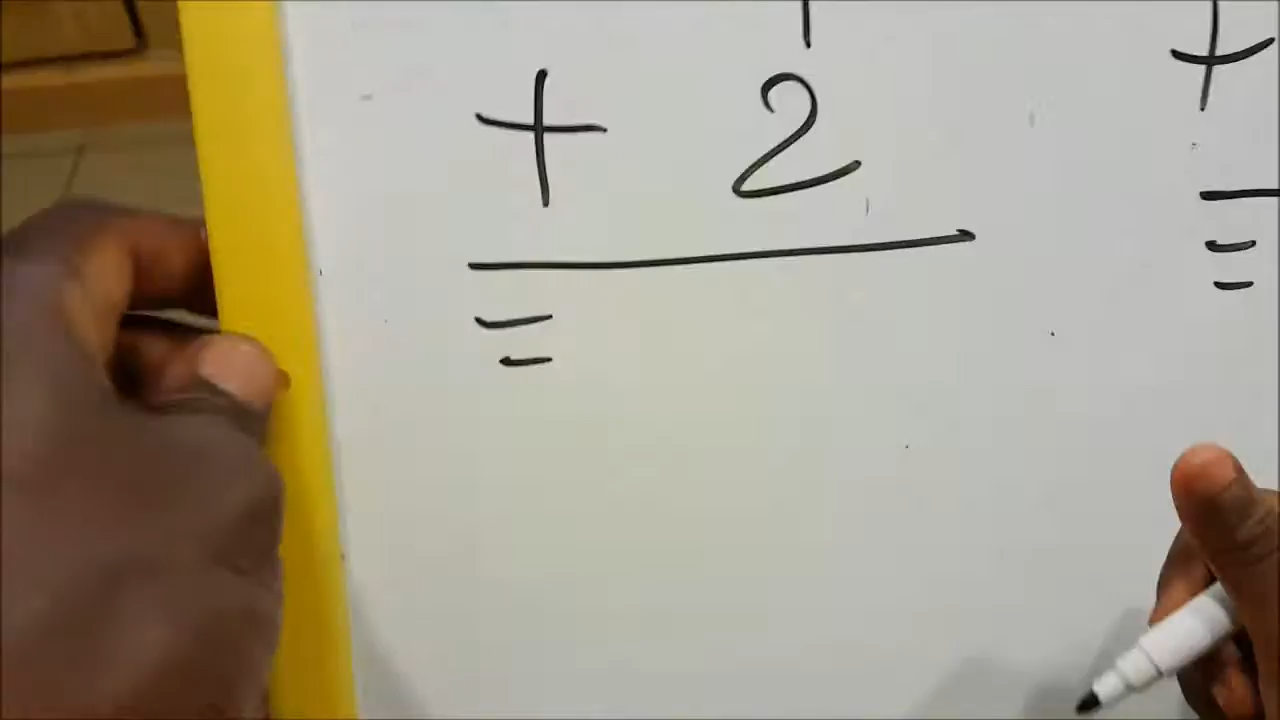 + 2
=
=